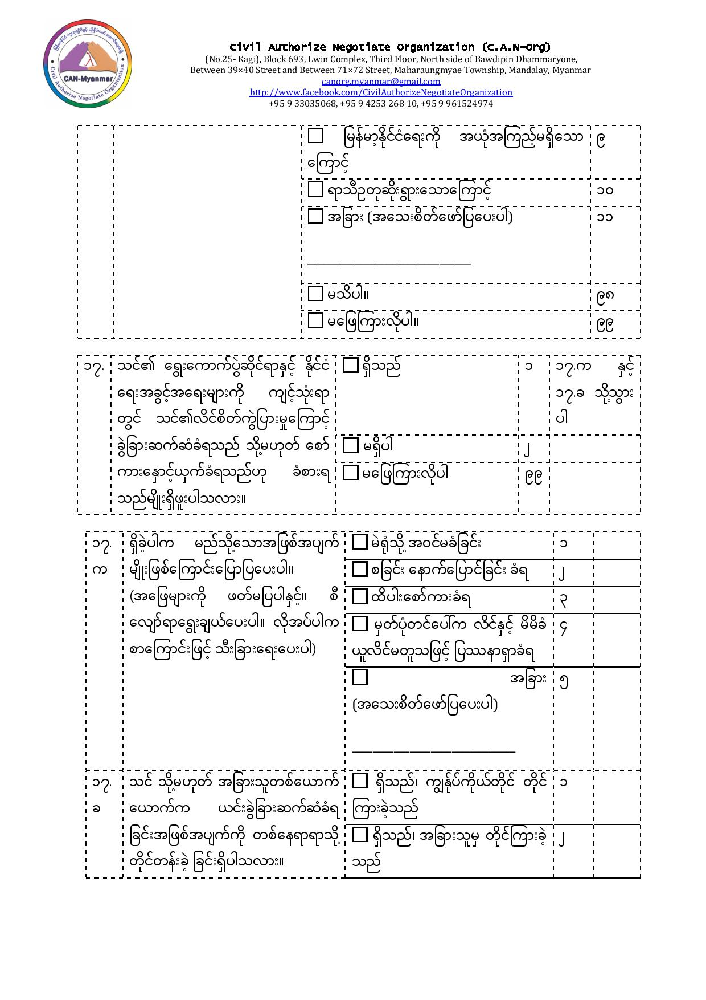 Civil Authorize Negotiate Organization (C.A.N-Org)
(No.25- Kagi), Block 693, Lwin Complex, Third Floor, North side of Bawdipin Dhammaryone,
Between 39×40 Street and Between 71×72 Street, Maharaungmyae Township, Mandalay, Myanmar
canorg.myanmar@gmail.com
http://www.facebook.com/CivilAuthorizeNegotiateOrganization
+95 9 33035068, +95 9 4253 268 10, +95 9 961524974
CAN-Myanmar
Civil Authorize Negotiate Organization
☐ မြန်မာ့နိုင်ငံရေးကို အယုံအကြည့်မရှိသော ၉
ကြောင့်
☐ ရာသီဥတုဆိုးရွားသောကြောင့် ၁၀
☐ အခြား (အသေးစိတ်ဖော်ပြပေးပါ) ၁၁
______________________________
☐ မသိပါ။ ၉၈
☐ မဖြေကြားလိုပါ။ ၉၉
၁၇. သင်၏ ရွေးကောက်ပွဲဆိုင်ရာနှင့် နိုင်ငံ ☐ ရှိသည် ၁ ၁၇.က နှင့်
ရေးအခွင့်အရေးများကို ကျင့်သုံးရာ ၁၇.ခ သို့သွား
တွင် သင်၏လိင်စိတ်ကွဲပြားမှုကြောင့် ပါ
ခွဲခြားဆက်ဆံခံရသည် သို့မဟုတ် စော် ☐ မရှိပါ ၂
ကားနှောင့်ယှက်ခံရသည်ဟု ခံစားရ ☐ မဖြေကြားလိုပါ ၉၉
သည်မျိုးရှိဖူးပါသလား။
၁၇. ရှိခဲ့ပါက မည်သို့သောအဖြစ်အပျက် ☐ မဲရုံသို့ အဝင်မခံခြင်း ၁
က မျိုးဖြစ်ကြောင်းပြောပြပေးပါ။ ☐ စခြင်း နောက်ပြောင်ခြင်း ခံရ ၂
(အဖြေများကို ဖတ်မပြပါနှင့်။ စီ ☐ ထိပါးစော်ကားခံရ ၃
လျော်ရာရွေးချယ်ပေးပါ။ လိုအပ်ပါက ☐ မှတ်ပုံတင်ပေါ်က လိင်နှင့် မိမိခံ ၄
စာကြောင်းဖြင့် သီးခြားရေးပေးပါ) ယူလိင်မတူသဖြင့် ပြဿနာရှာခံရ
☐ အခြား ၅
(အသေးစိတ်ဖော်ပြပေးပါ)
______________________________
၁၇. သင် သို့မဟုတ် အခြားသူတစ်ယောက် ☐ ရှိသည်၊ ကျွန်ုပ်ကိုယ်တိုင် တိုင် ၁
ခ ယောက်က ယင်းခွဲခြားဆက်ဆံခံရ ကြားခဲ့သည်
ခြင်းအဖြစ်အပျက်ကို တစ်နေရာရာသို့ ☐ ရှိသည်၊ အခြားသူမှ တိုင်ကြားခဲ့ ၂
တိုင်တန်းခဲ့ ခြင်းရှိပါသလား။ သည်